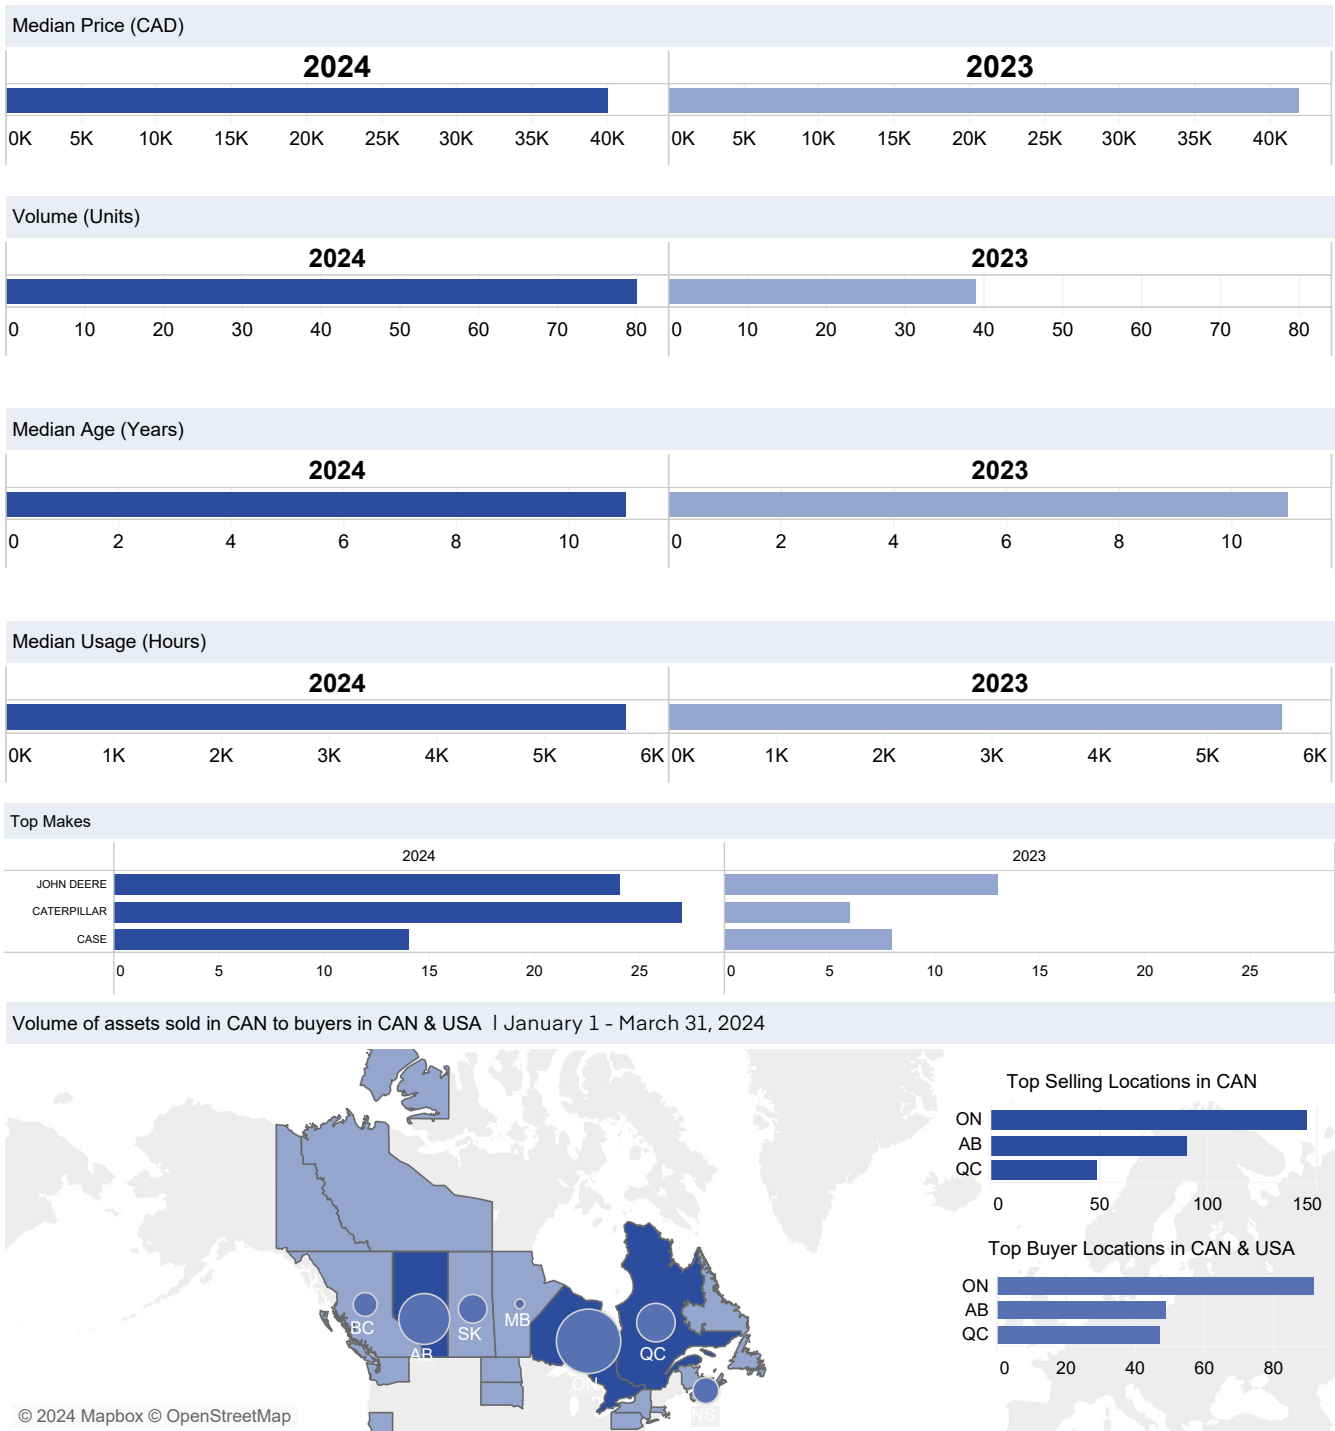 Median Price (CAD)
2024 2023
0K 5K 10K 15K 20K 25K 30K 35K 40K 0K 5K 10K 15K 20K 25K 30K 35K 40K
Volume (Units)
2024 2023
0 10 20 30 40 50 60 70 80 0 10 20 30 40 50 60 70 80
Median Age (Years)
2024 2023
0 2 4 6 8 10 0 2 4 6 8 10
Median Usage (Hours)
2024 2023
0K 1K 2K 3K 4K 5K 6K 0K 1K 2K 3K 4K 5K 6K
Top Makes
2024 2023
JOHN DEERE
CATERPILLAR
CASE
0 5 10 15 20 25 0 5 10 15 20 25
Volume of assets sold in CAN to buyers in CAN & USA | January 1 - March 31, 2024
Top Selling Locations in CAN
ON
AB
QC
0 50 100 150
Top Buyer Locations in CAN & USA
ON
AB
QC
0 20 40 60 80
BC
AB
SK
MB
ON
QC
NS
© 2024 Mapbox © OpenStreetMap